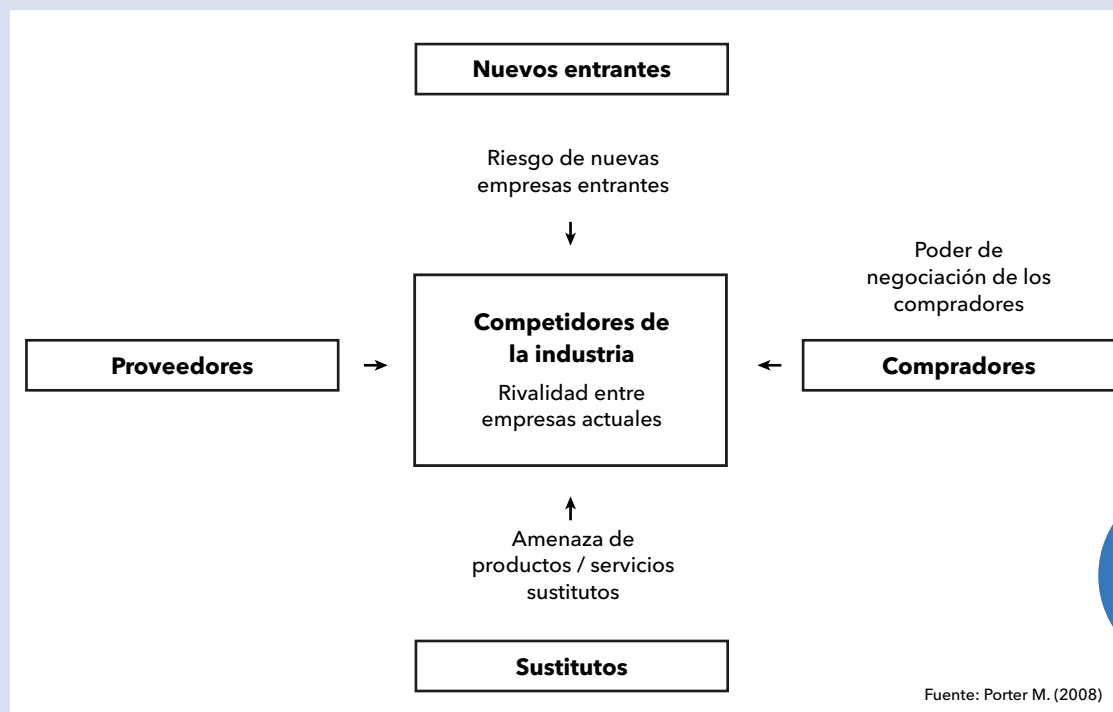 Nuevos entrantes
Riesgo de nuevas
empresas entrantes
Poder de
negociación de los
compradores
Proveedores
Competidores de
la industria
Rivalidad entre
empresas actuales
Compradores
Amenaza de
productos / servicios
sustitutos
Sustitutos
Fuente: Porter M. (2008)